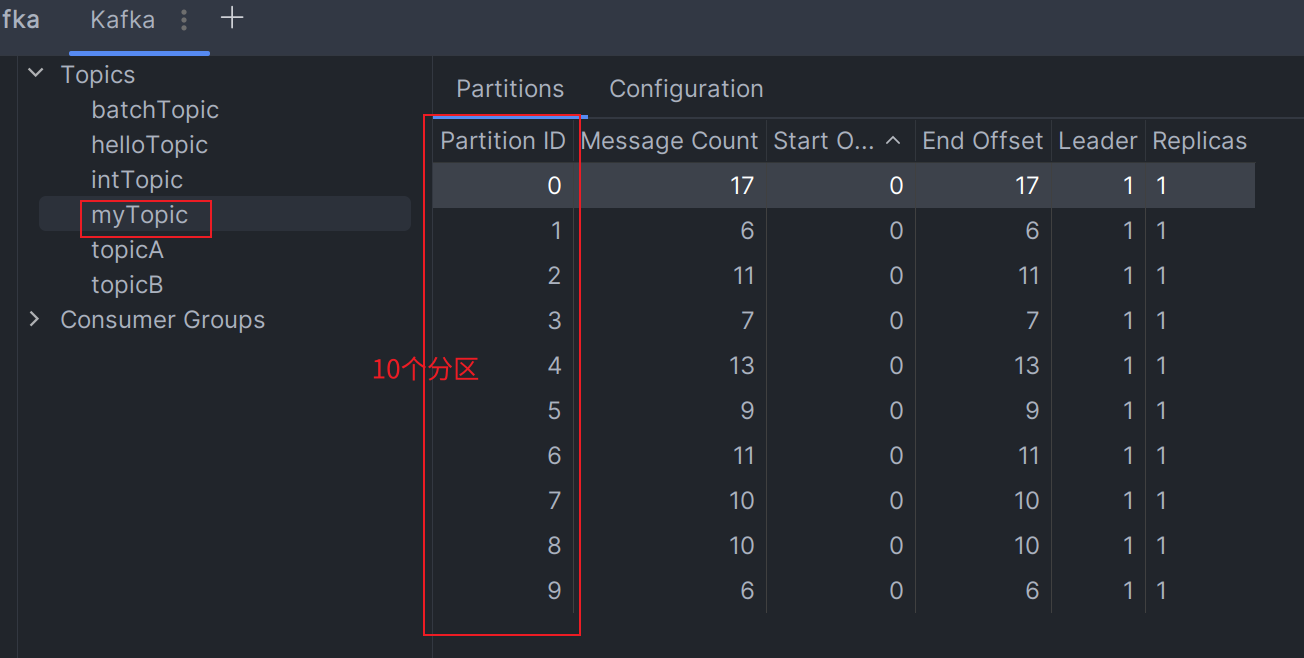 fka Kafka
Topics
batchTopic
helloTopic
intTopic
myTopic
topicA
topicB
Consumer Groups
Partitions Configuration
Partition ID Message Count Start O... End Offset Leader Replicas
0 17 0 17 1 1
1 6 0 6 1 1
2 11 0 11 1 1
3 7 0 7 1 1
10个分区
4 13 0 13 1 1
5 9 0 9 1 1
6 11 0 11 1 1
7 10 0 10 1 1
8 10 0 10 1 1
9 6 0 6 1 1